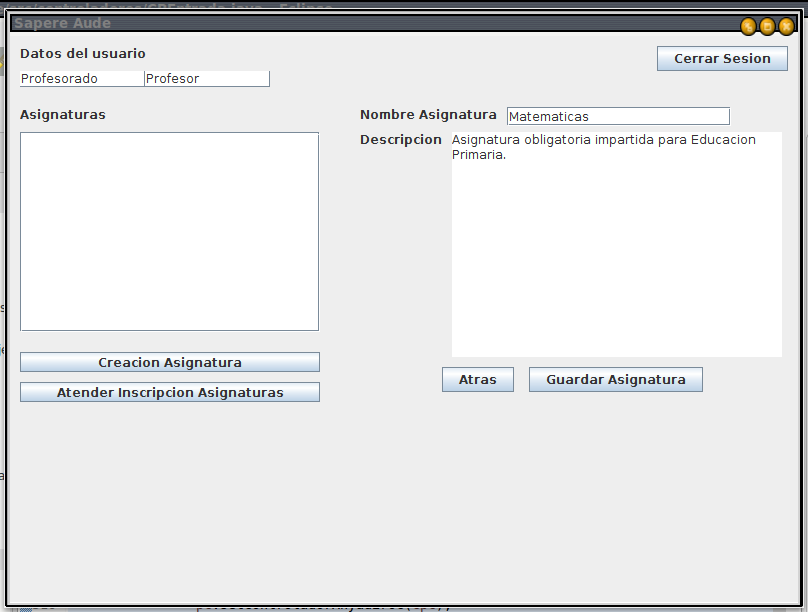 Sapere Aude
Datos del usuario
Cerrar Sesion
Profesorado Profesor
Asignaturas
Nombre Asignatura Matematicas
Descripcion Asignatura obligatoria impartida para Educacion
Primaria.
Creacion Asignatura
Atras Guardar Asignatura
Atender Inscripcion Asignaturas